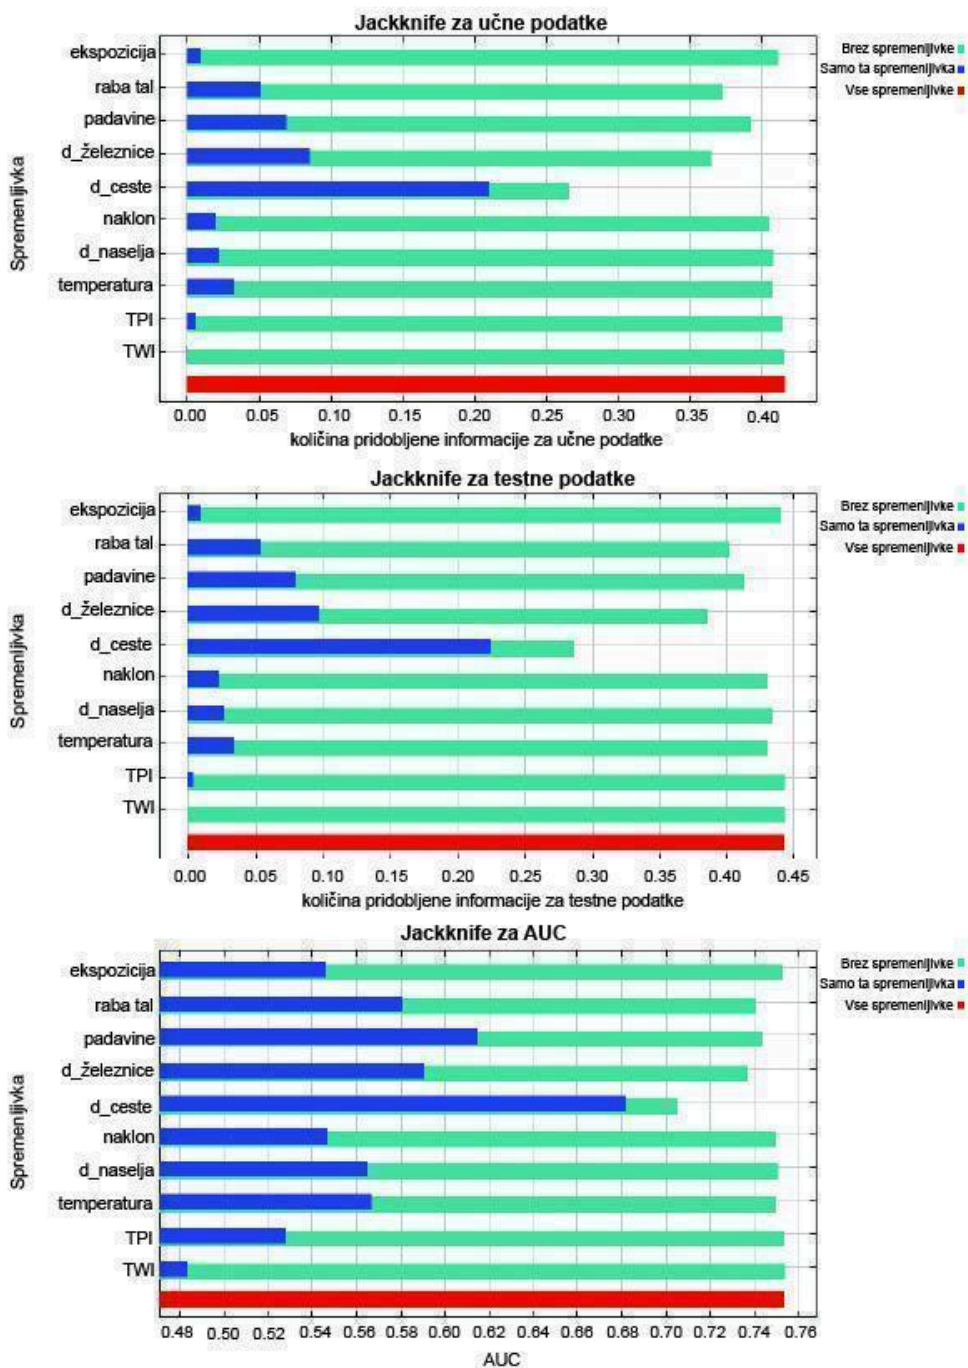 Jackknife za učne podatke
Brez spremenljivke
Samo ta spremenljivka
Vse spremenljivke
Spremenljivka
ekspozicija
raba tal
padavine
d_železnice
d_ceste
naklon
d_naselja
temperatura
TPI
TWI
0.00 0.05 0.10 0.15 0.20 0.25 0.30 0.35 0.40
količina pridobljene informacije za učne podatke
Jackknife za testne podatke
Brez spremenljivke
Samo ta spremenljivka
Vse spremenljivke
Spremenljivka
ekspozicija
raba tal
padavine
d_železnice
d_ceste
naklon
d_naselja
temperatura
TPI
TWI
0.00 0.05 0.10 0.15 0.20 0.25 0.30 0.35 0.40 0.45
količina pridobljene informacije za testne podatke
Jackknife za AUC
Brez spremenljivke
Samo ta spremenljivka
Vse spremenljivke
Spremenljivka
ekspozicija
raba tal
padavine
d_železnice
d_ceste
naklon
d_naselja
temperatura
TPI
TWI
0.48 0.50 0.52 0.54 0.56 0.58 0.60 0.62 0.64 0.66 0.68 0.70 0.72 0.74 0.76
AUC